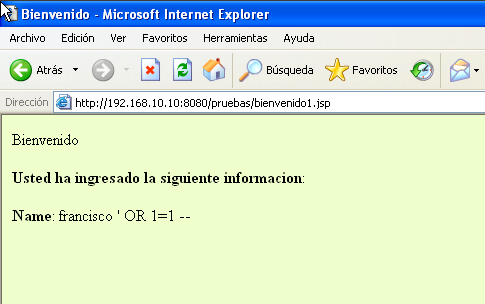 Bienvenido - Microsoft Internet Explorer
Archivo Edición Ver Favoritos Herramientas Ayuda
Atrás Búsqueda Favoritos
Dirección http://192.168.10.10:8080/pruebas/bienvenido1.jsp
Bienvenido
Usted ha ingresado la siguiente informacion:
Name: francisco ' OR 1=1 --